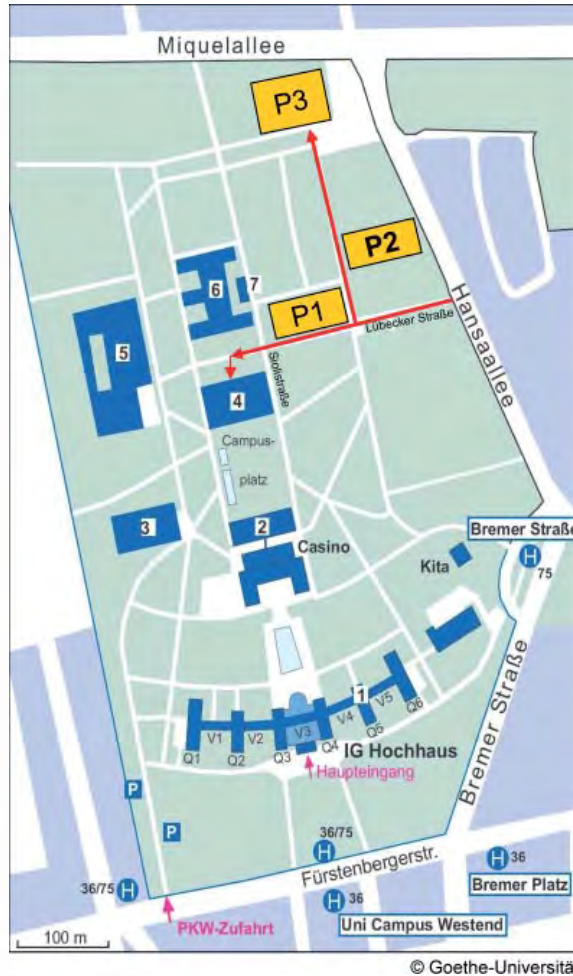 Miquelallee
P3
P2
P1
Lübecker Straße
Hansaallee
6
7
5
4
Siolistraße
Campus-
platz
3
2
Casino
Kita
Bremer Straße
H
75
1
Q6
V5
Q5
V4
Q4
V3
Q3
V2
Q2
V1
Q1
IG Hochhaus
Haupteingang
Bremer Straße
P
P
36/75
H
Fürstenbergerstr.
36/75
H
H
36
Bremer Platz
H
36
Uni Campus Westend
PKW-Zufahrt
100 m
© Goethe-Universitä